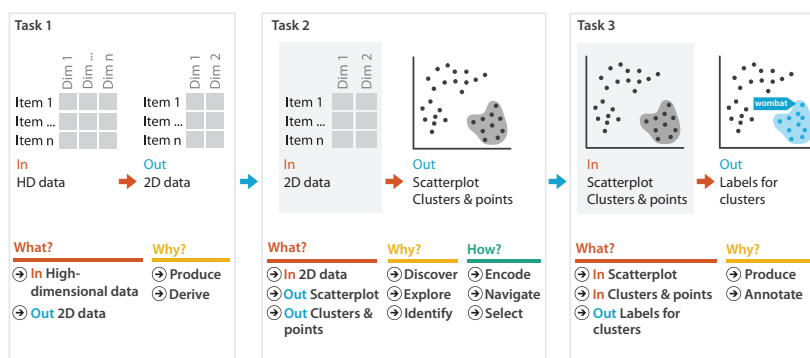 Task 1
Dim 1
Dim ...
Dim n
Dim 1
Dim 2
Item 1
Item ...
Item n
Item 1
Item ...
Item n
In
HD data
Out
2D data
What?
In High-
dimensional data
Out 2D data
Why?
Produce
Derive
Task 2
Dim 1
Dim 2
Item 1
Item ...
Item n
In
2D data
Out
Scatterplot
Clusters & points
What?
In 2D data
Out Scatterplot
Out Clusters &
points
Why?
Discover
Explore
Identify
How?
Encode
Navigate
Select
Task 3
wombat
In
Scatterplot
Clusters & points
Out
Labels for
clusters
What?
In Scatterplot
In Clusters & points
Out Labels for
clusters
Why?
Produce
Annotate